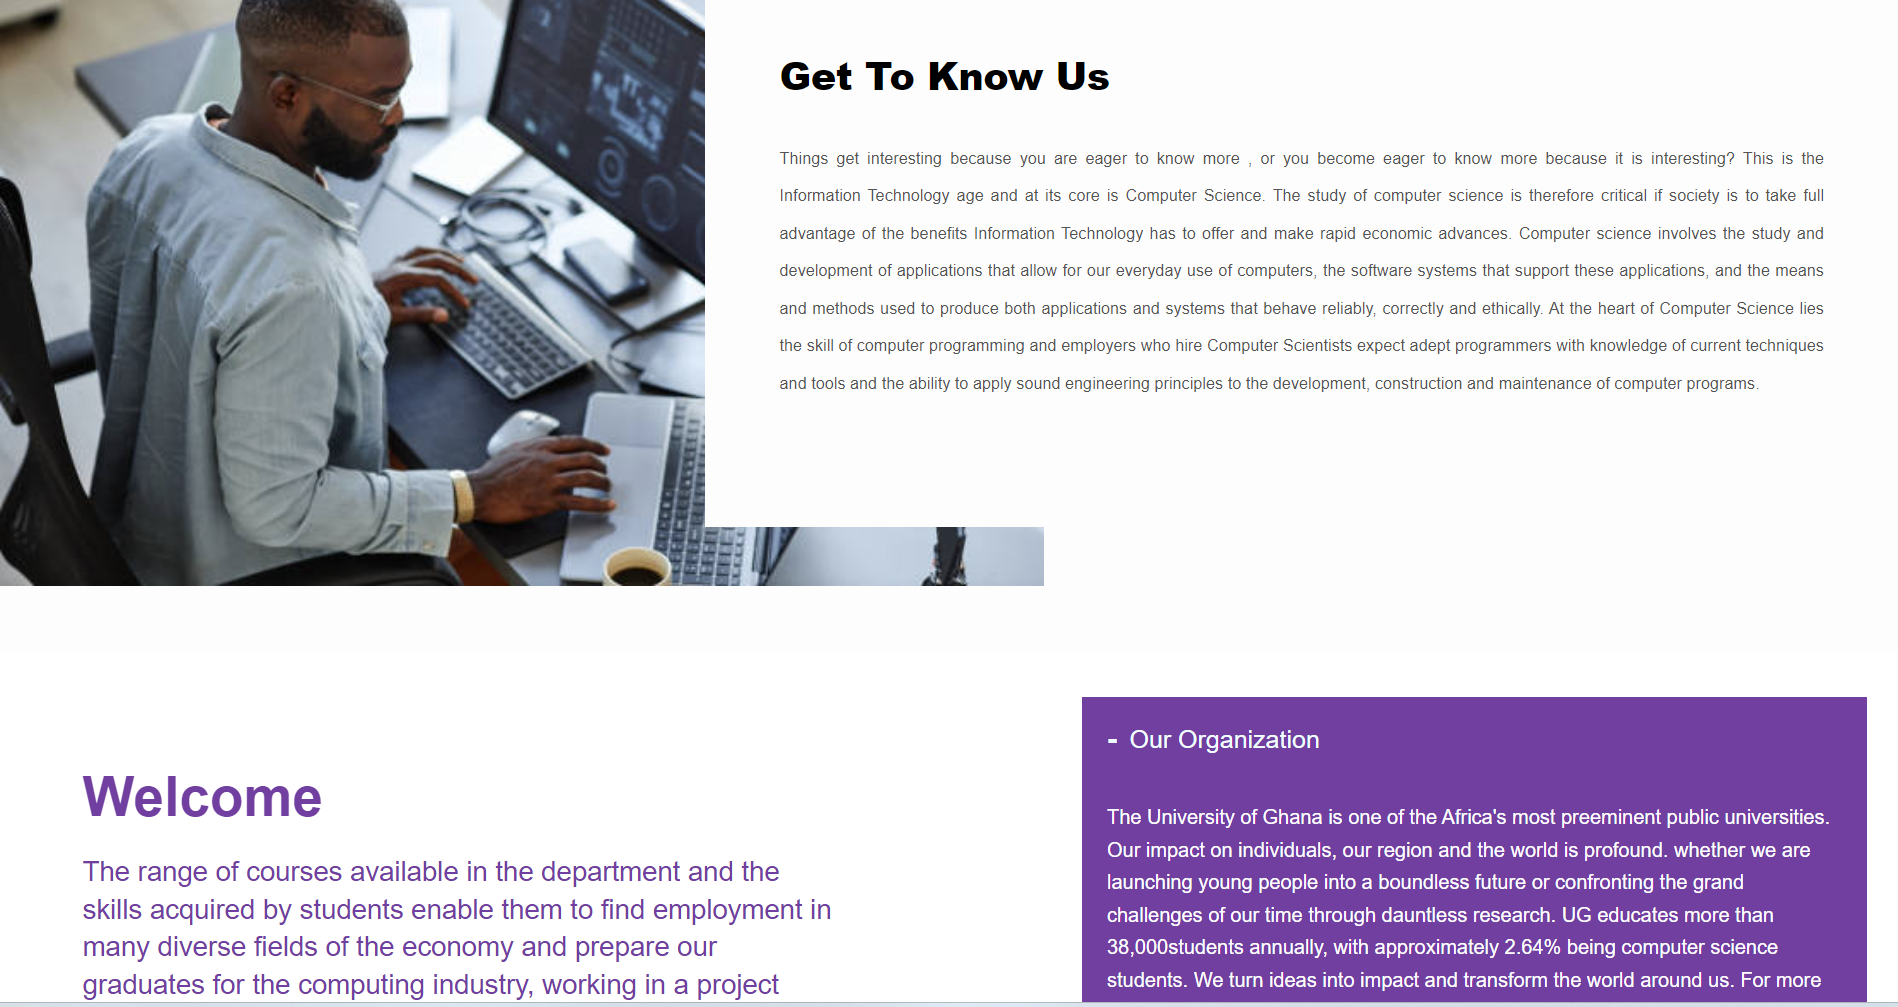 Get To Know Us
Things get interesting because you are eager to know more , or you become eager to know more because it is interesting? This is the
Information Technology age and at its core is Computer Science. The study of computer science is therefore critical if society is to take full
advantage of the benefits Information Technology has to offer and make rapid economic advances. Computer science involves the study and
development of applications that allow for our everyday use of computers, the software systems that support these applications, and the means
and methods used to produce both applications and systems that behave reliably, correctly and ethically. At the heart of Computer Science lies
the skill of computer programming and employers who hire Computer Scientists expect adept programmers with knowledge of current techniques
and tools and the ability to apply sound engineering principles to the development, construction and maintenance of computer programs.
Welcome
The range of courses available in the department and the
skills acquired by students enable them to find employment in
many diverse fields of the economy and prepare our
graduates for the computing industry, working in a project
- Our Organization
The University of Ghana is one of the Africa's most preeminent public universities.
Our impact on individuals, our region and the world is profound. whether we are
launching young people into a boundless future or confronting the grand
challenges of our time through dauntless research. UG educates more than
38,000students annually, with approximately 2.64% being computer science
students. We turn ideas into impact and transform the world around us. For more